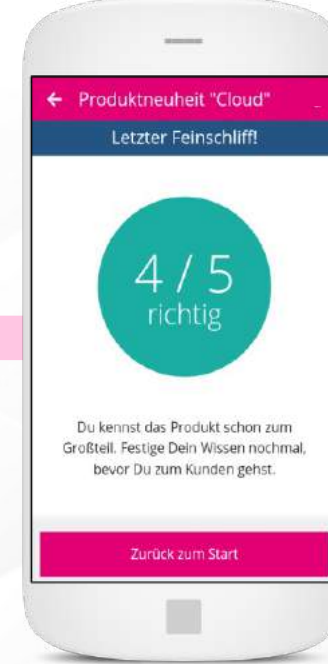 ← Produktneuheit "Cloud"
Letzter Feinschliff!
4 / 5
richtig
Du kennst das Produkt schon zum
Großteil. Festige Dein Wissen nochmal,
bevor Du zum Kunden gehst.
Zurück zum Start